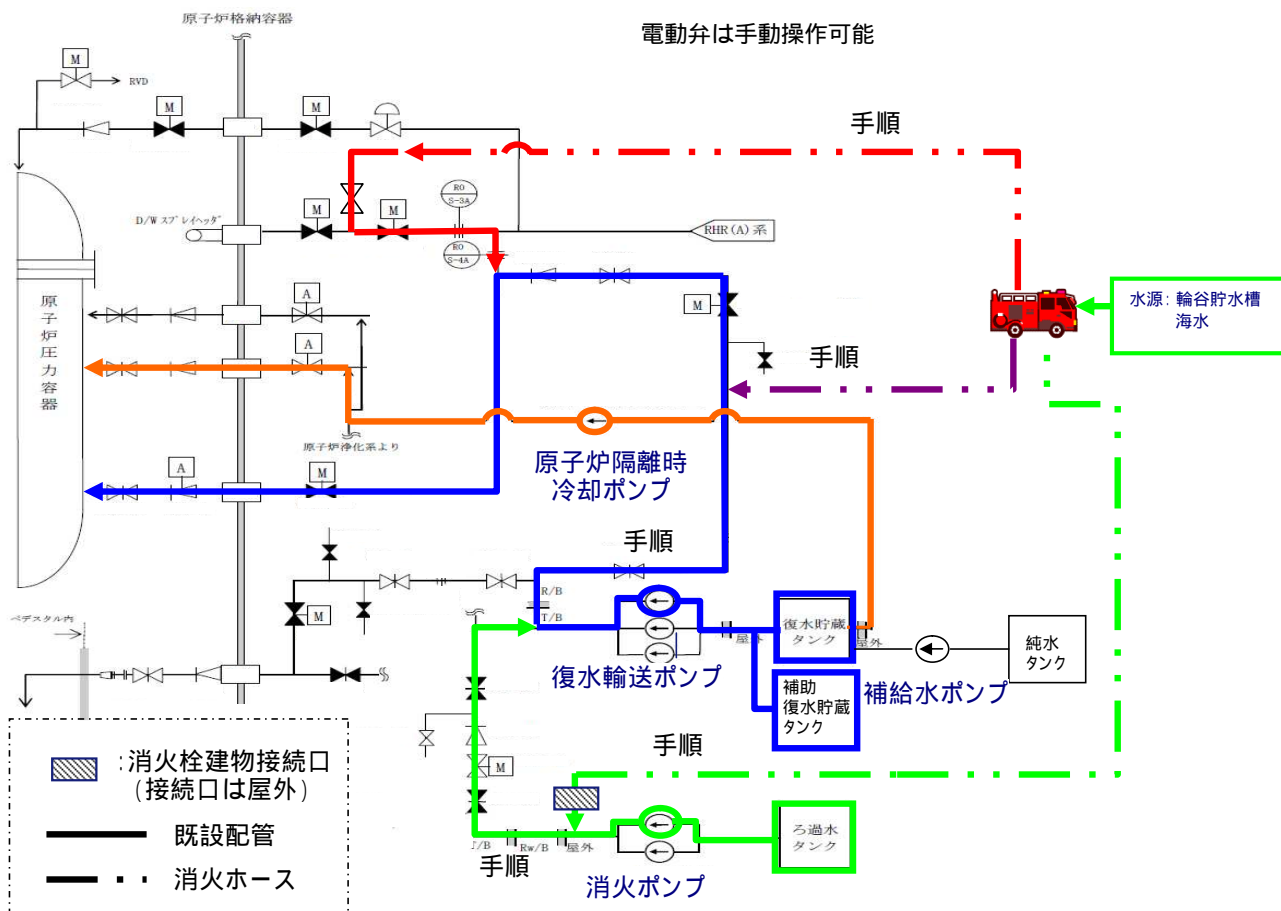 原子炉格納容器
電動弁は手動操作可能
M
RVD
M
M
手順
RO
S-3A
D/W スプレイヘッダ
M
M
RHR(A)系
RO
S-4A
原子炉圧力容器
A
M
水源: 輪谷貯水槽
海水
A
手順
原子炉浄化系より
原子炉隔離時
冷却ポンプ
A
M
手順
R/B
T/B
M
ペデスタル内
屋外
復水貯蔵
タンク
屋外
純水
タンク
復水輸送ポンプ
補助
復水貯蔵
タンク
補給水ポンプ
手順
M
:消火栓建物接続口
(接続口は屋外)
既設配管
消火ホース
T/B
Rw/B
屋外
手順
消火ポンプ
ろ過水
タンク